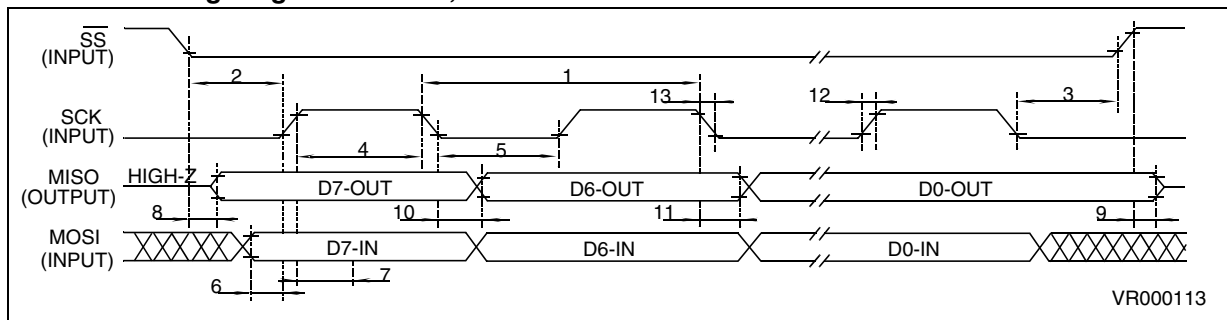 SS
(INPUT)
2
1
13
12
3
SCK
(INPUT)
4
5
MISO
(OUTPUT)
HIGH-Z
D7-OUT
D6-OUT
D0-OUT
8
10
11
9
MOSI
(INPUT)
D7-IN
D6-IN
D0-IN
6
7
VR000113